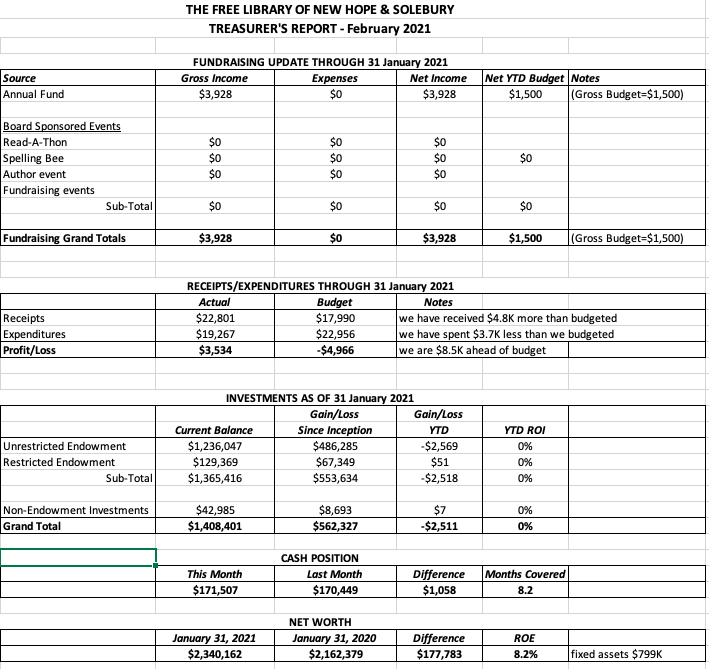 THE FREE LIBRARY OF NEW HOPE & SOLEBURY
TREASURER'S REPORT - February 2021
FUNDRAISING UPDATE THROUGH 31 January 2021
Source Gross Income Expenses Net Income Net YTD Budget Notes
Annual Fund $3,928 $0 $3,928 $1,500 (Gross Budget=$1,500)
Board Sponsored Events
Read-A-Thon $0 $0 $0
Spelling Bee $0 $0 $0 $0
Author event $0 $0 $0
Fundraising events
Sub-Total $0 $0 $0 $0
Fundraising Grand Totals $3,928 $0 $3,928 $1,500 (Gross Budget=$1,500)
RECEIPTS/EXPENDITURES THROUGH 31 January 2021
Actual Budget Notes
Receipts $22,801 $17,990 we have received $4.8K more than budgeted
Expenditures $19,267 $22,956 we have spent $3.7K less than we budgeted
Profit/Loss $3,534 -$4,966 we are $8.5K ahead of budget
INVESTMENTS AS OF 31 January 2021
Gain/Loss Gain/Loss
Current Balance Since Inception YTD YTD ROI
Unrestricted Endowment $1,236,047 $486,285 -$2,569 0%
Restricted Endowment $129,369 $67,349 $51 0%
Sub-Total $1,365,416 $553,634 -$2,518 0%
Non-Endowment Investments $42,985 $8,693 $7 0%
Grand Total $1,408,401 $562,327 -$2,511 0%
CASH POSITION
This Month Last Month Difference Months Covered
$171,507 $170,449 $1,058 8.2
NET WORTH
January 31, 2021 January 31, 2020 Difference ROE
$2,340,162 $2,162,379 $177,783 8.2% fixed assets $799K